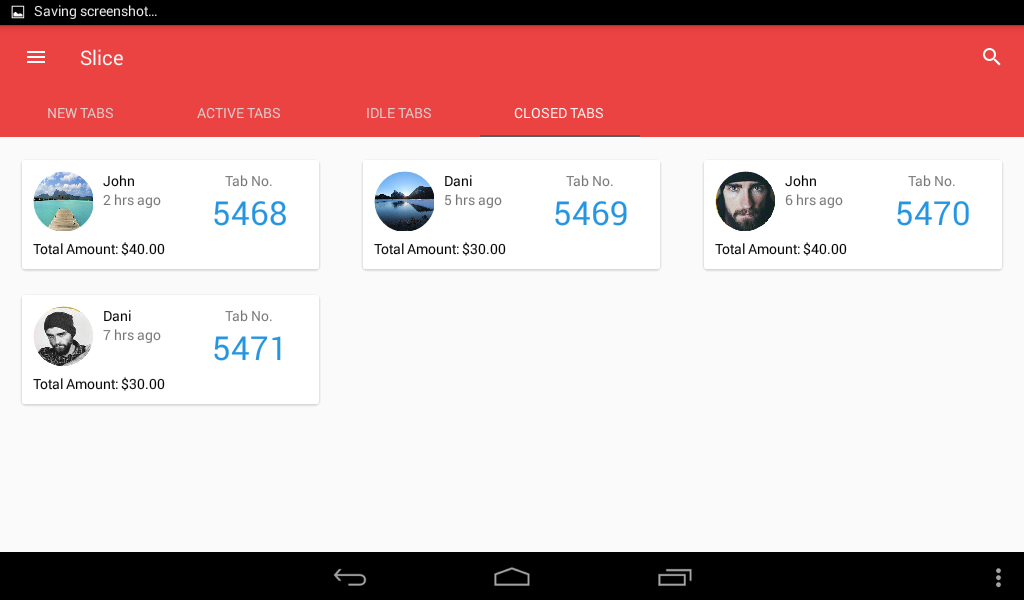 Saving screenshot...
Slice
NEW TABS
ACTIVE TABS
IDLE TABS
CLOSED TABS
John
2 hrs ago
Tab No.
5468
Total Amount: $40.00
Dani
5 hrs ago
Tab No.
5469
Total Amount: $30.00
John
6 hrs ago
Tab No.
5470
Total Amount: $40.00
Dani
7 hrs ago
Tab No.
5471
Total Amount: $30.00